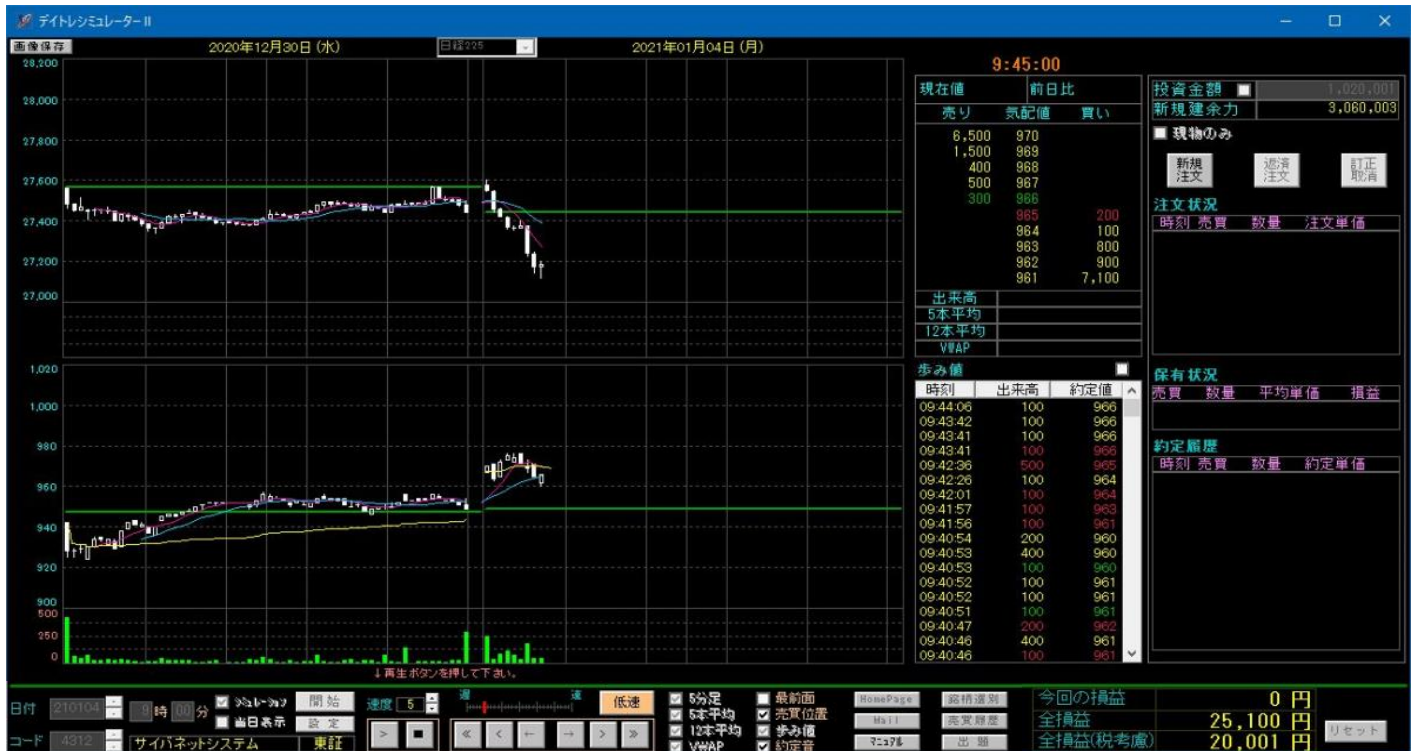 デイトレシミュレーターⅡ
画像保存 2020年12月30日(水) 日経225 2021年01月04日(月)
28,200
28,000
27,800
27,600
27,400
27,200
27,000
1,020
1,000
980
960
940
920
900
500
250
0
↓再生ボタンを押して下さい。
9:45:00
現在値 前日比
売り 気配値 買い
6,500 970
1,500 969
400 968
500 967
300 966
965 200
964 100
963 800
962 900
961 7,100
出来高
5本平均
12本平均
VWAP
歩み値
時刻 出来高 約定値
09:44:06 100 966
09:43:42 100 966
09:43:41 100 966
09:43:41 100 966
09:42:36 500 965
09:42:26 100 964
09:42:01 100 964
09:41:57 100 963
09:41:56 100 961
09:40:54 200 960
09:40:53 400 960
09:40:53 100 960
09:40:52 100 961
09:40:52 100 961
09:40:51 100 961
09:40:47 200 962
09:40:46 400 961
09:40:46 100 961
投資金額 1,020,001
新規建余力 3,060,003
現物のみ
新規注文 返済注文 訂正取消
注文状況
時刻 売買 数量 注文単価
保有状況
売買 数量 平均単価 損益
約定履歴
時刻 売買 数量 約定単価
日付 210104 9 時 00 分 シミュレーション 開始
当日表示 設定
コード 4312 サイバネットシステム 東証
速度 5 遅 速 低速
> ■ « < ← → > »
5分足 最前面
5本平均 売買位置
12本平均 歩み値
VWAP 約定音
HomePage 銘柄選別
Mail 売買履歴
マニュアル 出題
今回の損益 0 円
全損益 25,100 円
全損益(税考慮) 20,001 円
リセット